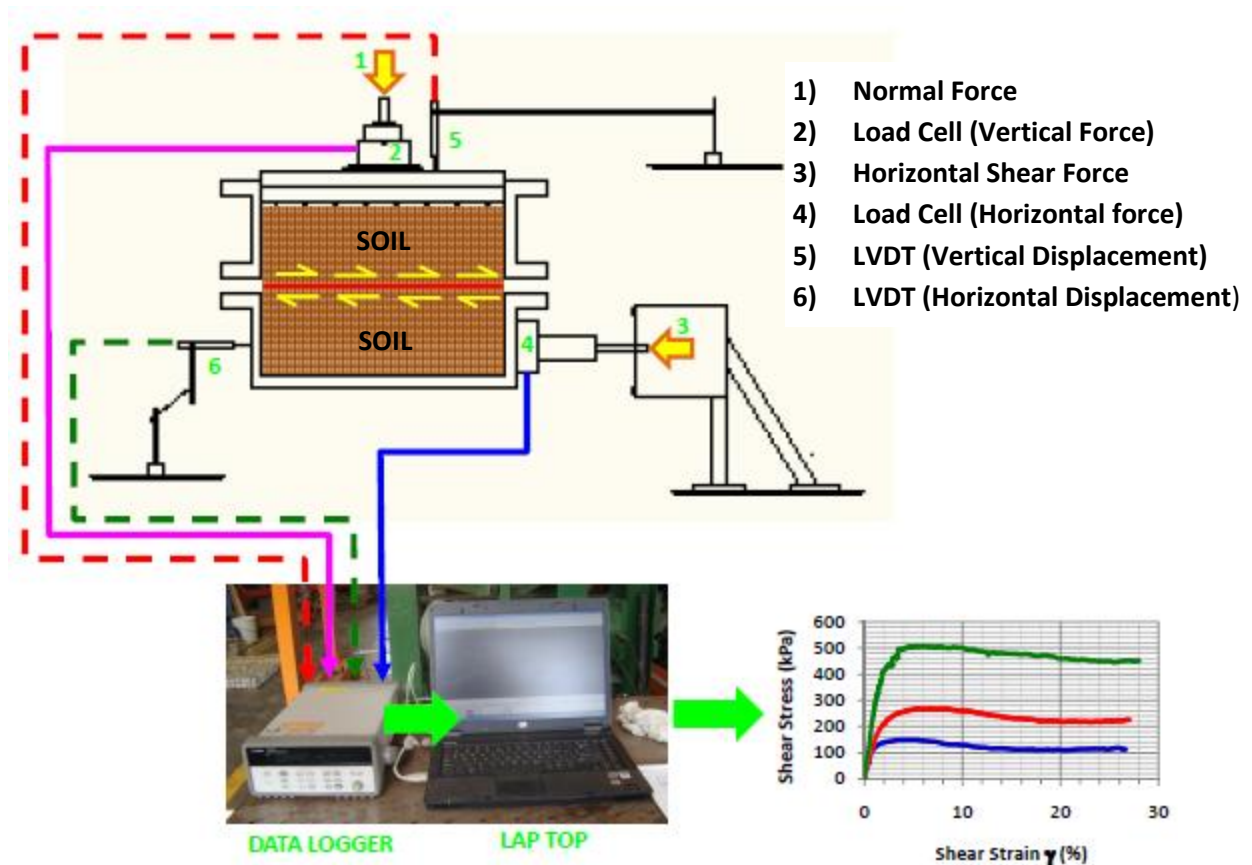 1) Normal Force
2) Load Cell (Vertical Force)
3) Horizontal Shear Force
4) Load Cell (Horizontal force)
5) LVDT (Vertical Displacement)
6) LVDT (Horizontal Displacement)
1
2
5
SOIL
SOIL
3
4
6
DATA LOGGER
LAP TOP
Shear Stress (kPa)
600
500
400
300
200
100
0
0 10 20 30
Shear Strain γ (%)